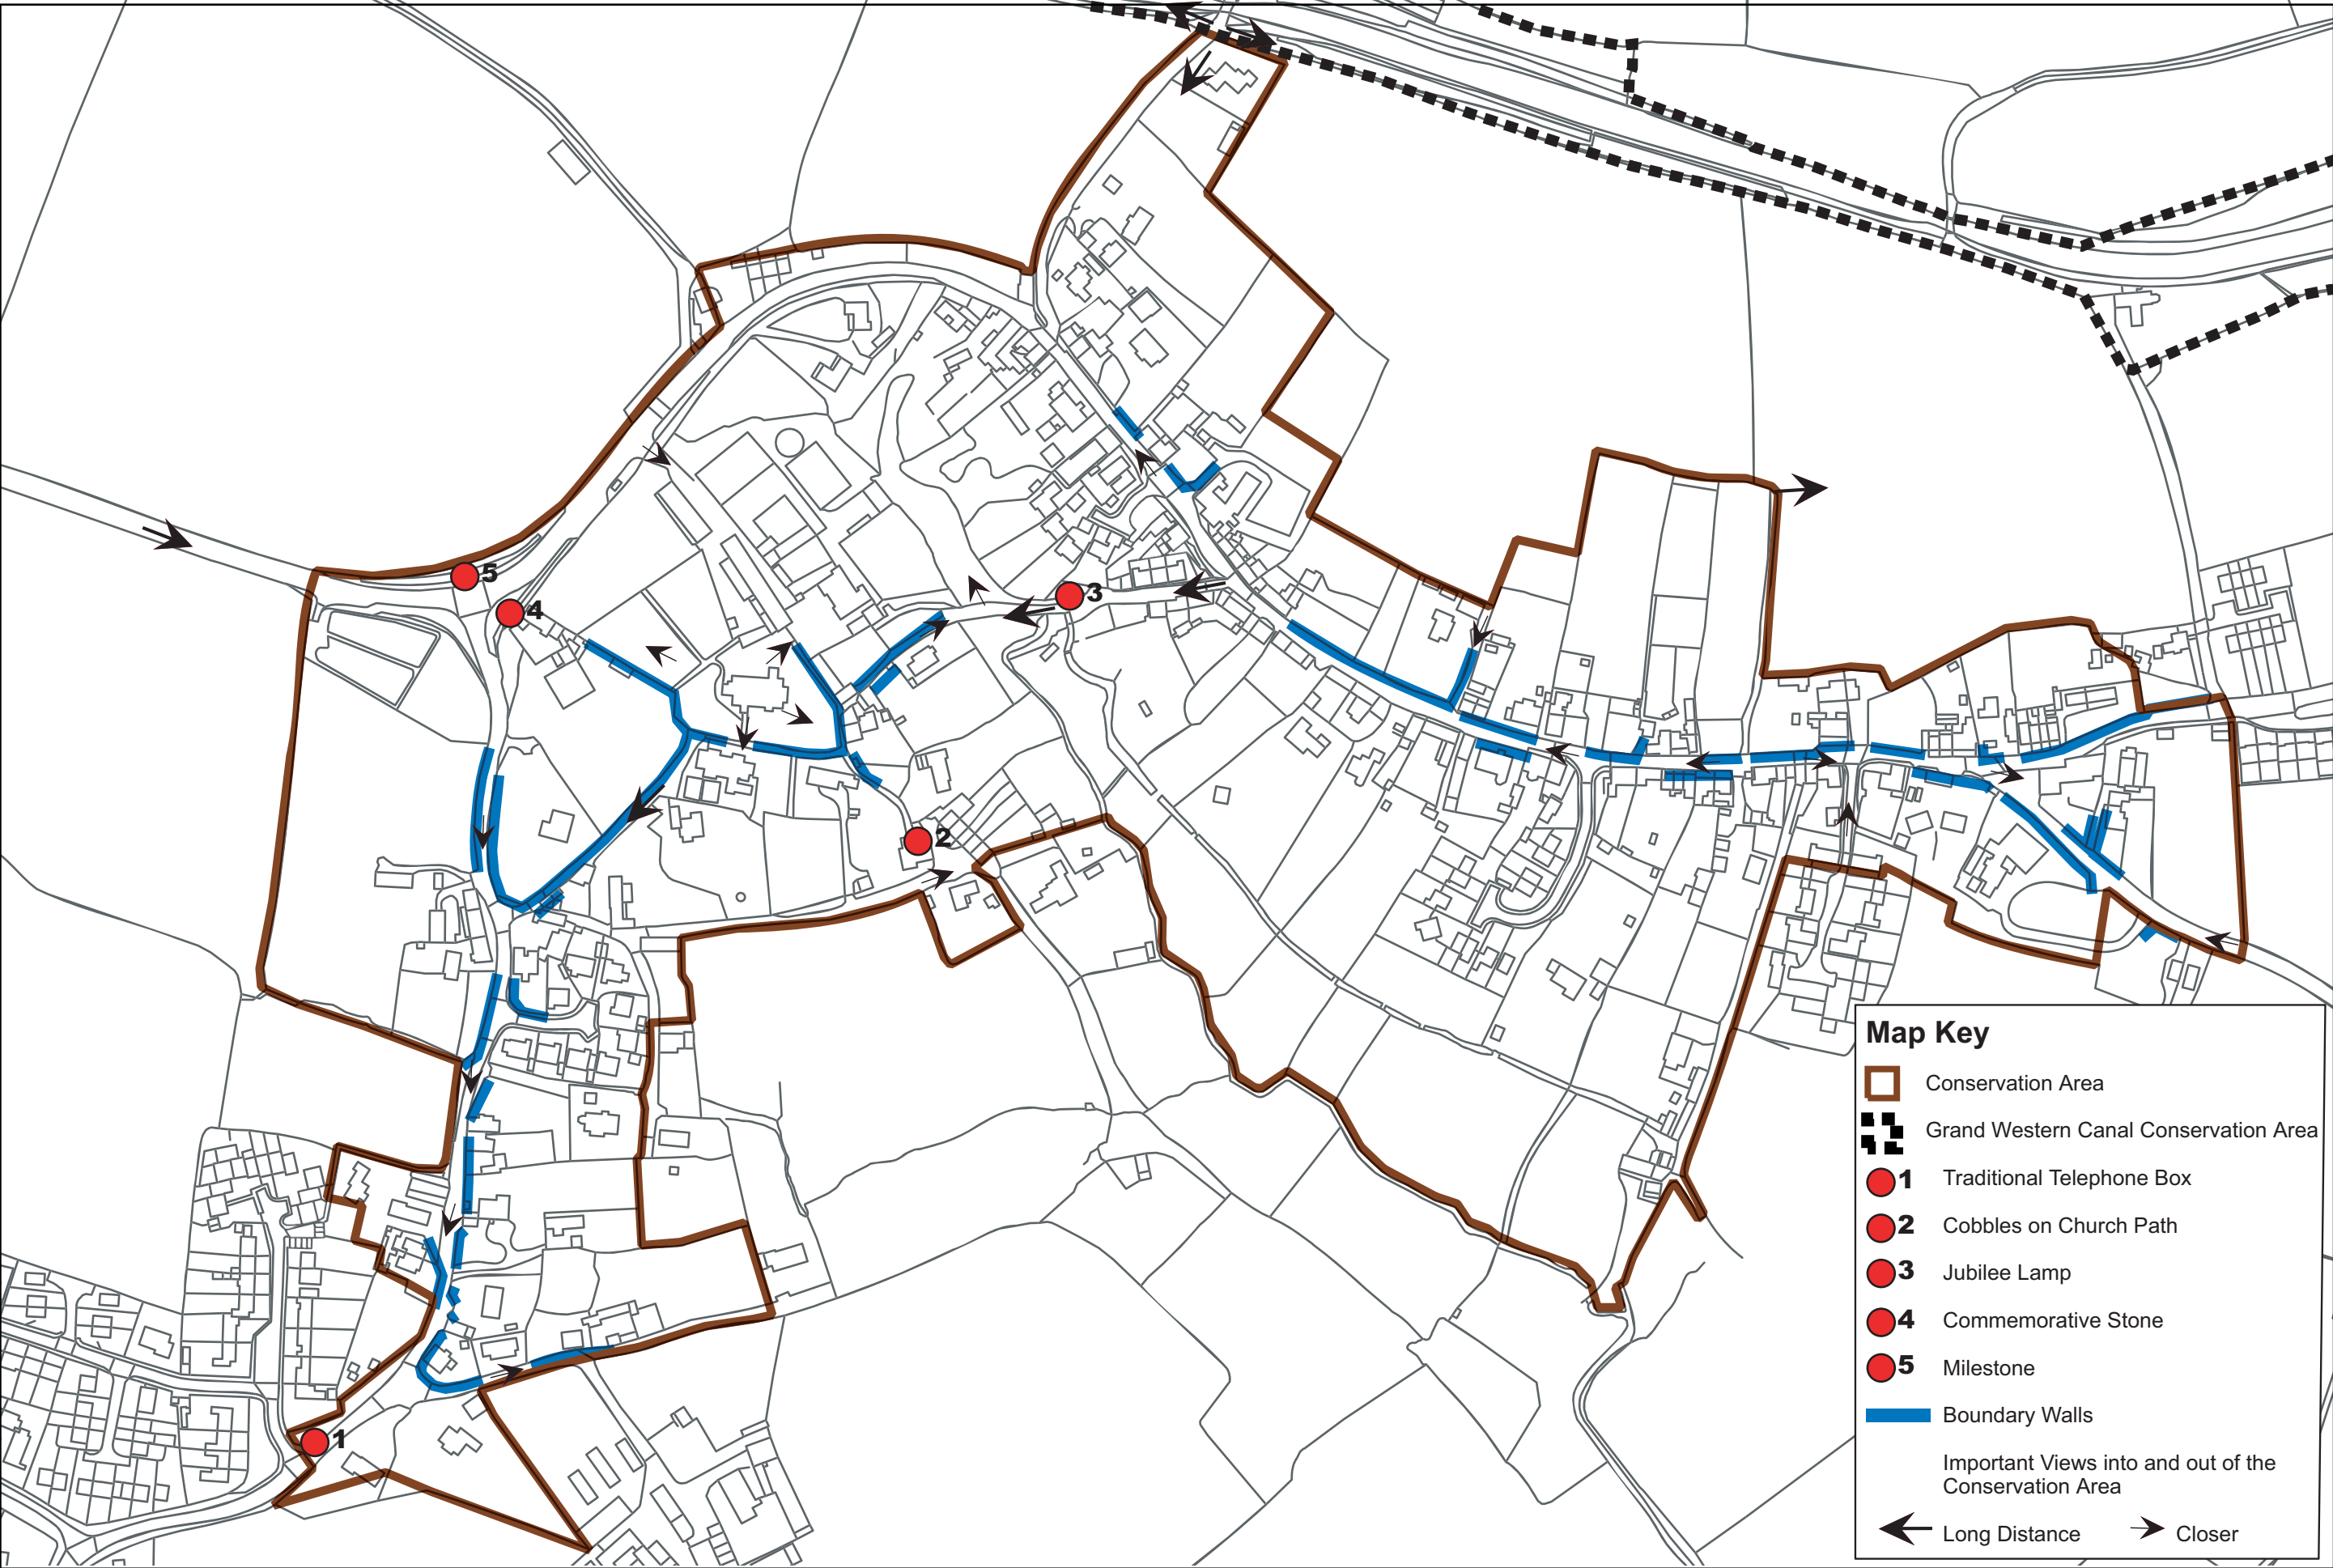 5
4
3
2
1
Map Key
Conservation Area
Grand Western Canal Conservation Area
1 Traditional Telephone Box
2 Cobbles on Church Path
3 Jubilee Lamp
4 Commemorative Stone
5 Milestone
Boundary Walls
Important Views into and out of the
Conservation Area
Long Distance Closer